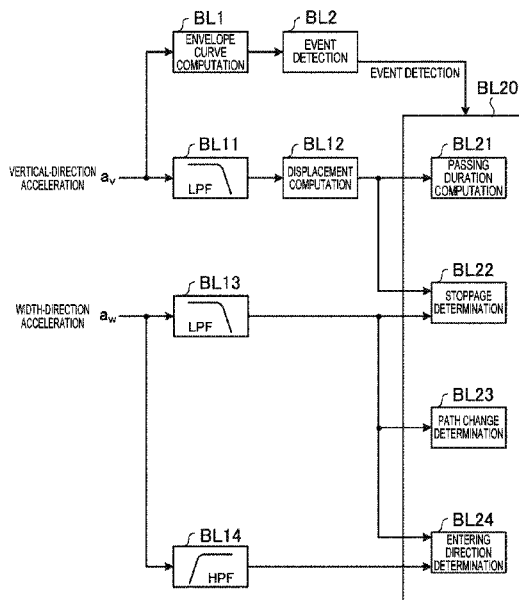 BL1
ENVELOPE
CURVE
COMPUTATION
BL2
EVENT
DETECTION
EVENT DETECTION
BL20
BL11
LPF
BL12
DISPLACEMENT
COMPUTATION
BL21
PASSING
DURATION
COMPUTATION
VERTICAL-DIRECTION
ACCELERATION
av
BL22
STOPPAGE
DETERMINATION
BL13
LPF
WIDTH-DIRECTION
ACCELERATION
aw
BL23
PATH CHANGE
DETERMINATION
BL14
HPF
BL24
ENTERING
DIRECTION
DETERMINATION